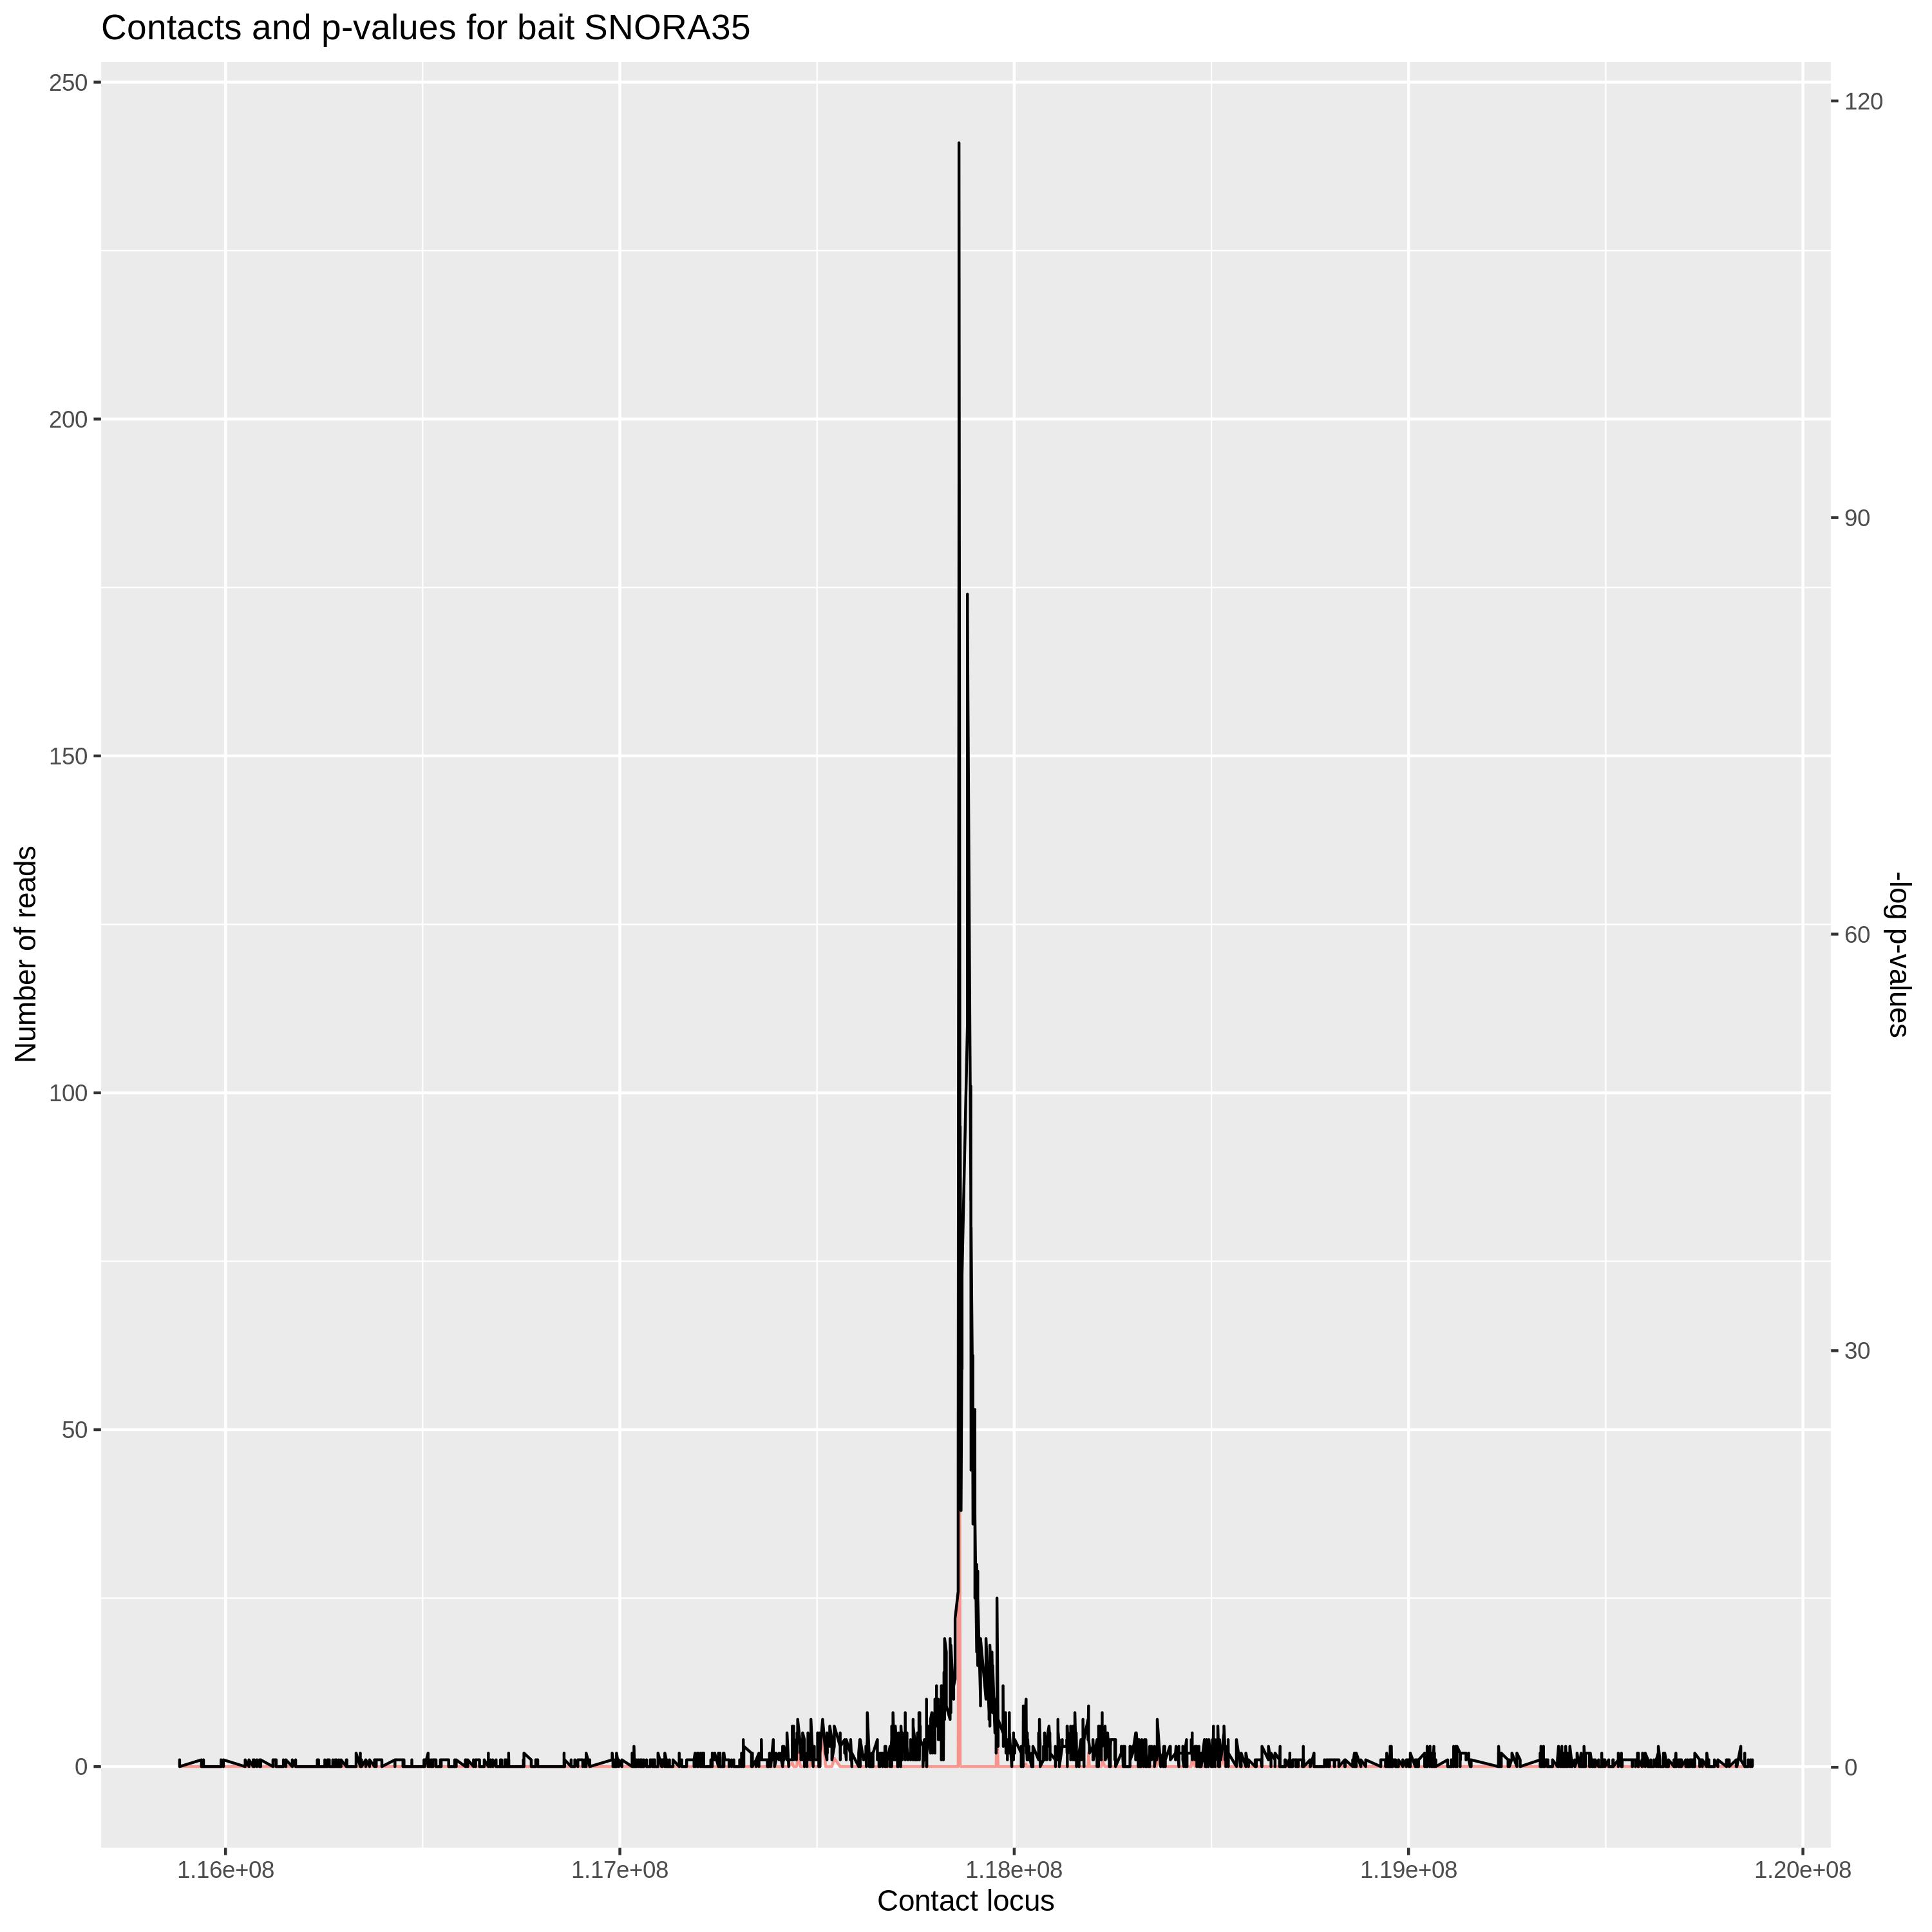 Contacts and p-values for bait SNORA35
250
200
150
100
50
0
Number of reads
120
90
60
30
0
-log p-values
1.16e+08
1.17e+08
1.18e+08
1.19e+08
1.20e+08
Contact locus